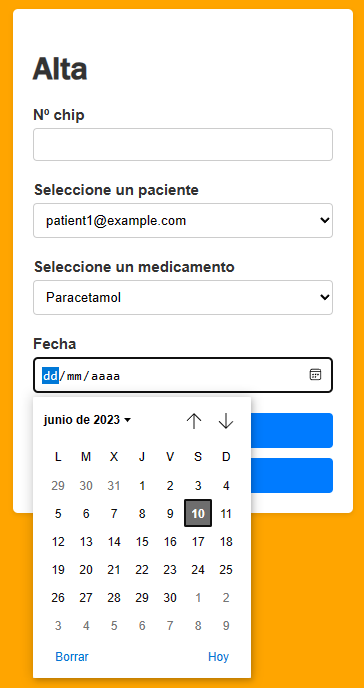 Alta
Nº chip
Seleccione un paciente
patient1@example.com
Seleccione un medicamento
Paracetamol
Fecha
dd/mm/aaaa
junio de 2023
L M X J V S D
29 30 31 1 2 3 4
5 6 7 8 9 10 11
12 13 14 15 16 17 18
19 20 21 22 23 24 25
26 27 28 29 30 1 2
3 4 5 6 7 8 9
Borrar Hoy